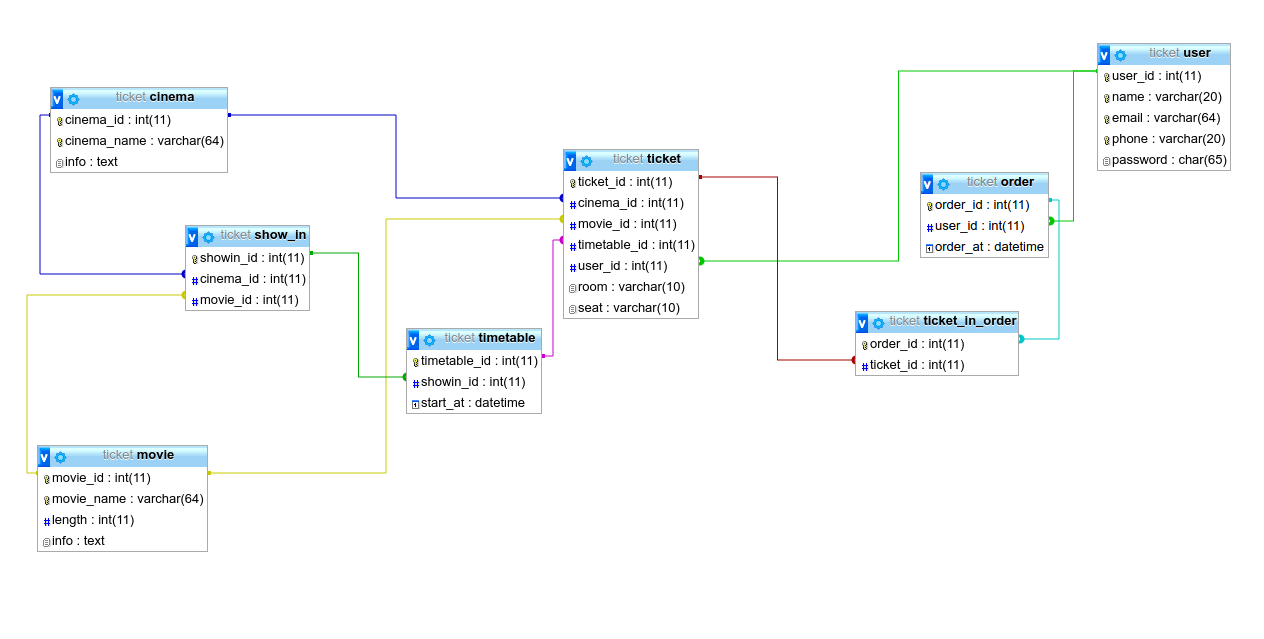 ticket user
user_id : int(11)
name : varchar(20)
email : varchar(64)
phone : varchar(20)
password : char(65)
ticket cinema
cinema_id : int(11)
cinema_name : varchar(64)
info : text
ticket ticket
ticket_id : int(11)
cinema_id : int(11)
movie_id : int(11)
timetable_id : int(11)
user_id : int(11)
room : varchar(10)
seat : varchar(10)
ticket order
order_id : int(11)
user_id : int(11)
order_at : datetime
ticket show_in
showin_id : int(11)
cinema_id : int(11)
movie_id : int(11)
ticket ticket_in_order
order_id : int(11)
ticket_id : int(11)
ticket timetable
timetable_id : int(11)
showin_id : int(11)
start_at : datetime
ticket movie
movie_id : int(11)
movie_name : varchar(64)
length : int(11)
info : text